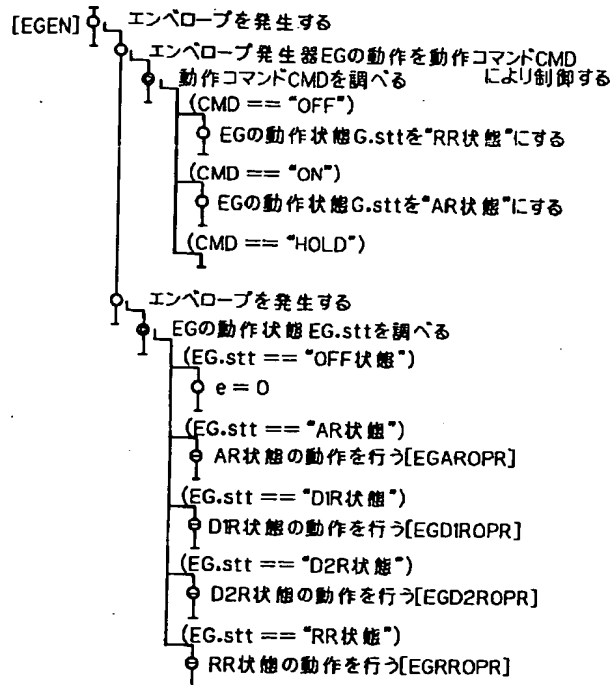 [EGEN] エンベロープを発生する
エンベロープ発生器EGの動作を動作コマンドCMDにより制御する
動作コマンドCMDを調べる
(CMD == "OFF")
EGの動作状態G.sttを"RR状態"にする
(CMD == "ON")
EGの動作状態G.sttを"AR状態"にする
(CMD == "HOLD")
エンベロープを発生する
EGの動作状態EG.sttを調べる
(EG.stt == "OFF状態")
e = 0
(EG.stt == "AR状態")
AR状態の動作を行う[EGAROPR]
(EG.stt == "D1R状態")
D1R状態の動作を行う[EGD1ROPR]
(EG.stt == "D2R状態")
D2R状態の動作を行う[EGD2ROPR]
(EG.stt == "RR状態")
RR状態の動作を行う[EGRROPR]